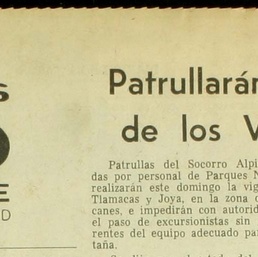 Patrullarán
de los V
Patrullas del Socorro Alpi
das por personal de Parques N
realizarán este domingo la vig
Tlamacas y Joya, en la zona d
canes, e impedirán con autorid
el paso de excursionistas sin
rentes del equipo adecuado par
taña.